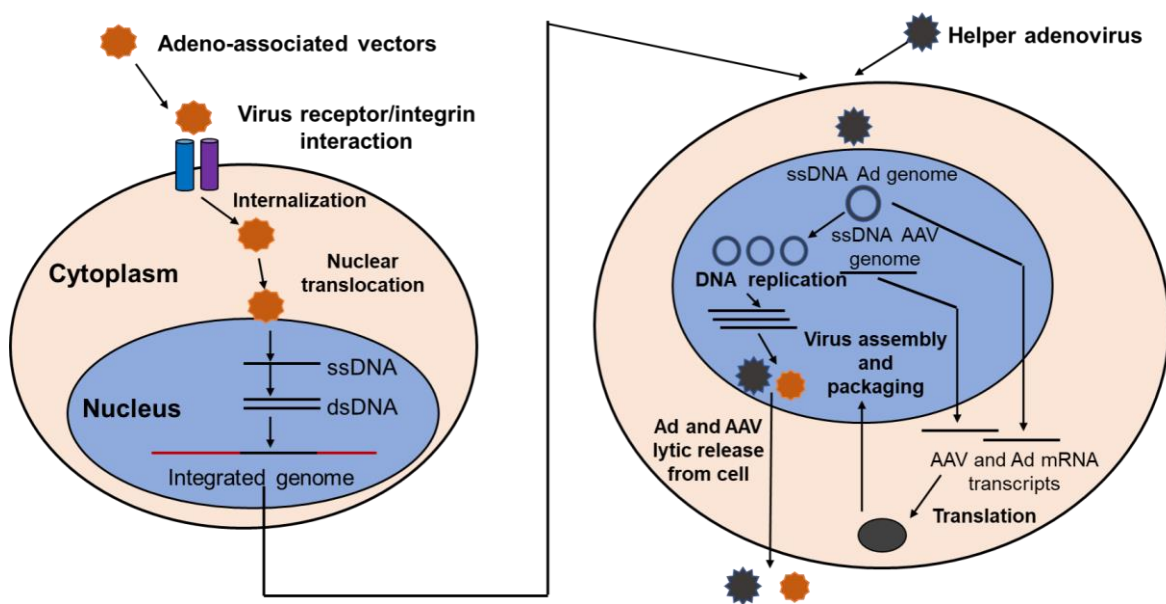 Adeno-associated vectors
Virus receptor/integrin
interaction
Internalization
Nuclear
translocation
Cytoplasm
ssDNA
Nucleus
dsDNA
Integrated genome
Helper adenovirus
ssDNA Ad genome
ssDNA AAV
genome
DNA replication
Virus assembly
and
packaging
Ad and AAV
lytic release
from cell
AAV and Ad mRNA
transcripts
Translation